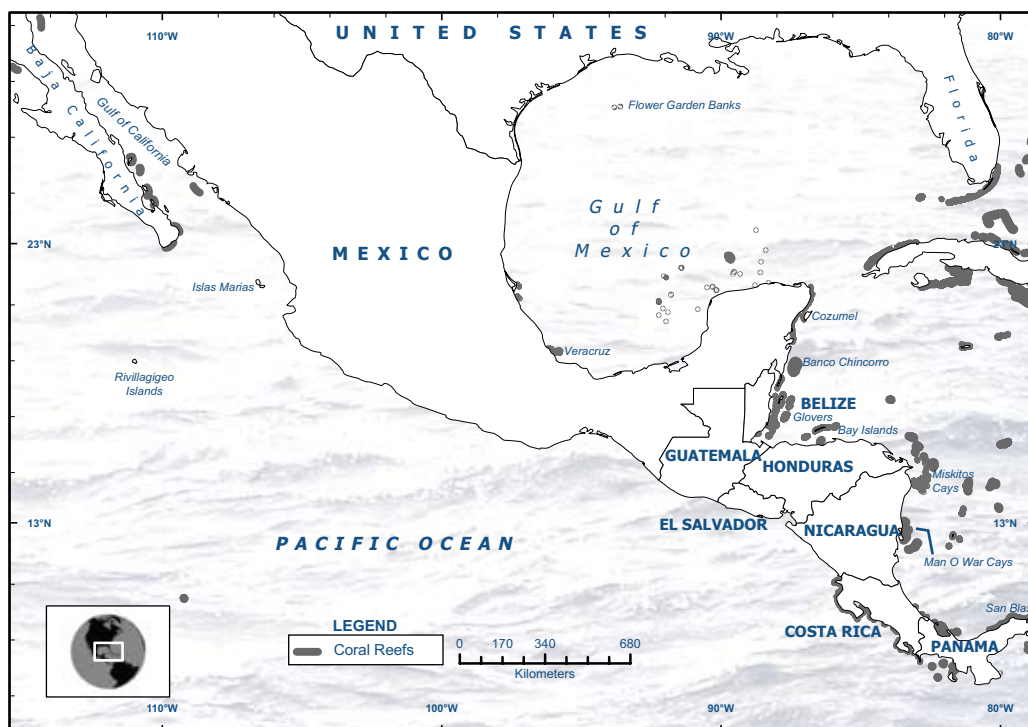 110°W
90°W
80°W
UNITED STATES
Baja California
Gulf of California
Flower Garden Banks
Florida
Gulf
of
Mexico
23°N
MEXICO
Islas Marias
Cozumel
Veracruz
Banco Chincorro
Rivillagigeo
Islands
BELIZE
Glovers
Bay Islands
GUATEMALA
HONDURAS
Miskitos
Cays
13°N
EL SALVADOR
NICARAGUA
13°N
PACIFIC OCEAN
Man O War Cays
San Blas
LEGEND
Coral Reefs
0 170 340 680
Kilometers
COSTA RICA
PANAMA
110°W
100°W
90°W
80°W